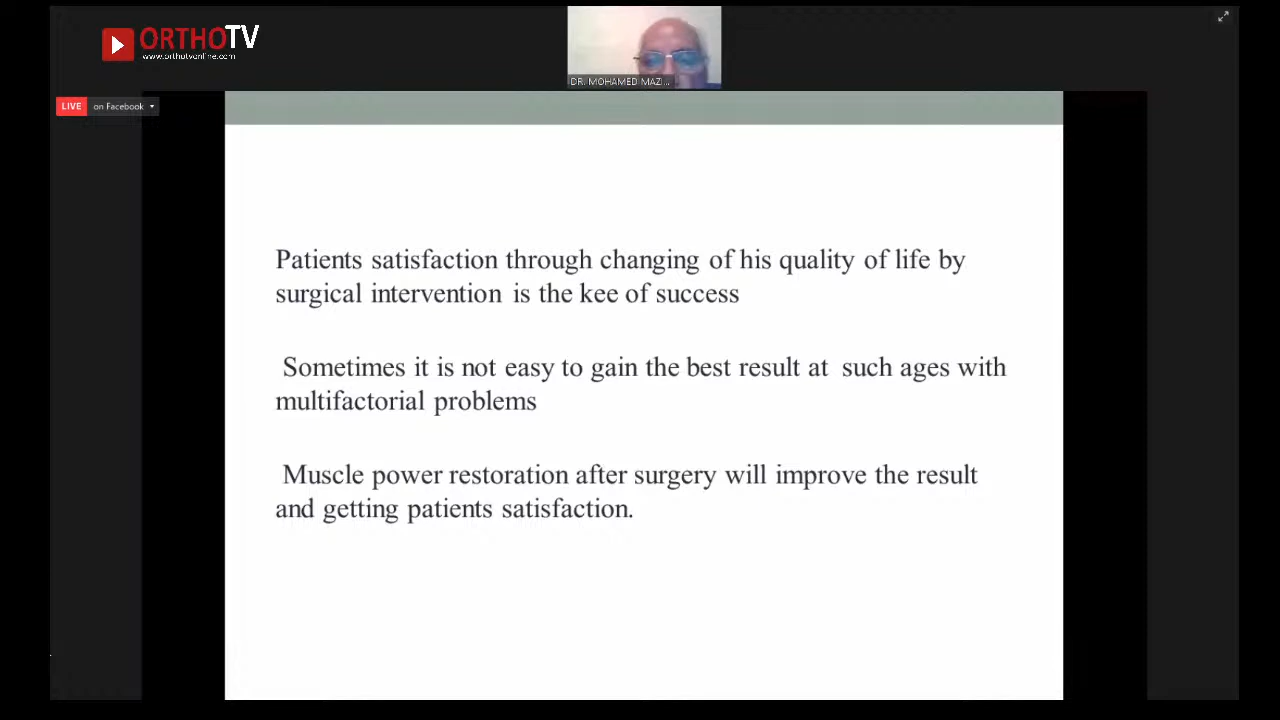 ORTHOTV
www.orthotvonline.com
DR. MOHAMED MAZI...
LIVE on Facebook
Patients satisfaction through changing of his quality of life by
surgical intervention is the kee of success
Sometimes it is not easy to gain the best result at such ages with
multifactorial problems
Muscle power restoration after surgery will improve the result
and getting patients satisfaction.